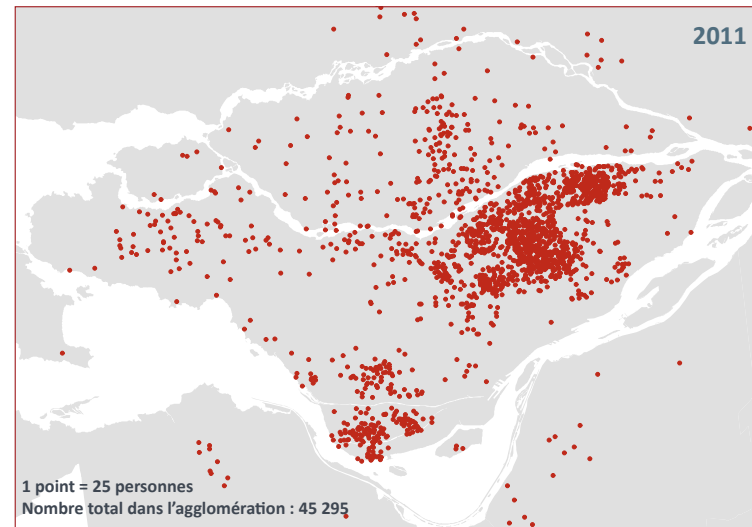 2011
1 point = 25 personnes
Nombre total dans l’agglomération : 45 295